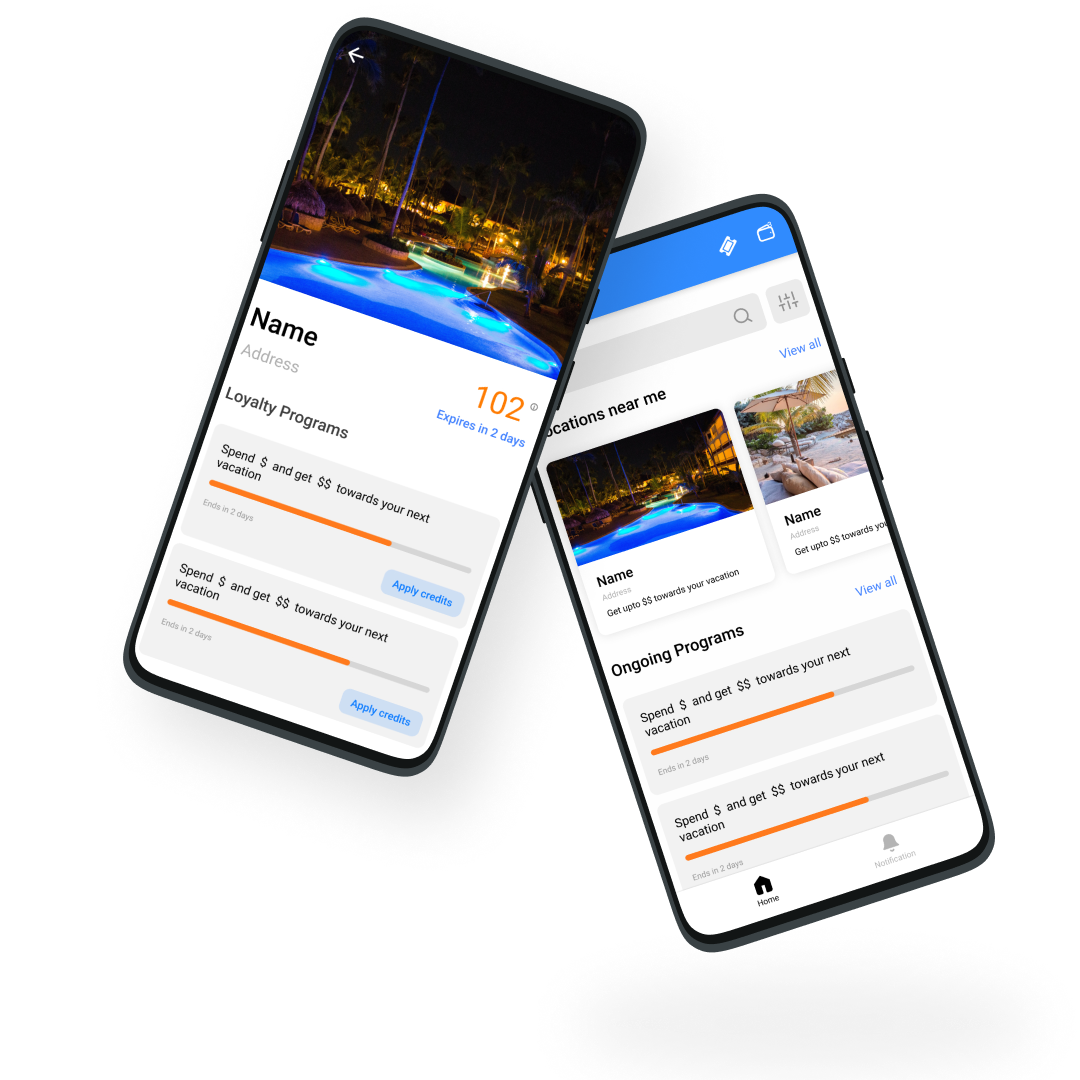 Name
Address
102
Expires in 2 days
Loyalty Programs
Spend $ and get $$ towards your next
vacation
Ends in 2 days
Apply credits
Spend $ and get $$ towards your next
vacation
Ends in 2 days
Apply credits
View all
ocations near me
Name
Address
Get upto $$ towards your vacation
Name
Address
Get upto $$ towards you
View all
Ongoing Programs
Spend $ and get $$ towards your next
vacation
Ends in 2 days
Spend $ and get $$ towards your next
vacation
Ends in 2 days
Home
Notification